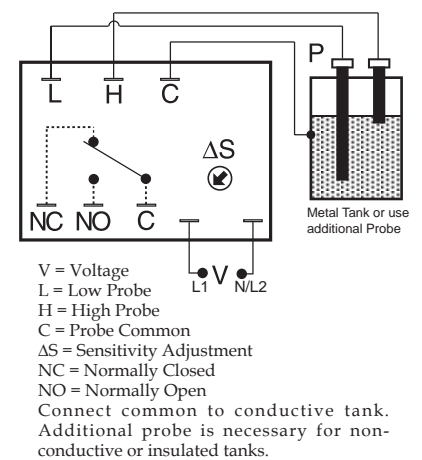 P
L H C
ΔS
NC NO C
Metal Tank or use
additional Probe
L1 V N/L2
V = Voltage
L = Low Probe
H = High Probe
C = Probe Common
ΔS = Sensitivity Adjustment
NC = Normally Closed
NO = Normally Open
Connect common to conductive tank.
Additional probe is necessary for non-
conductive or insulated tanks.